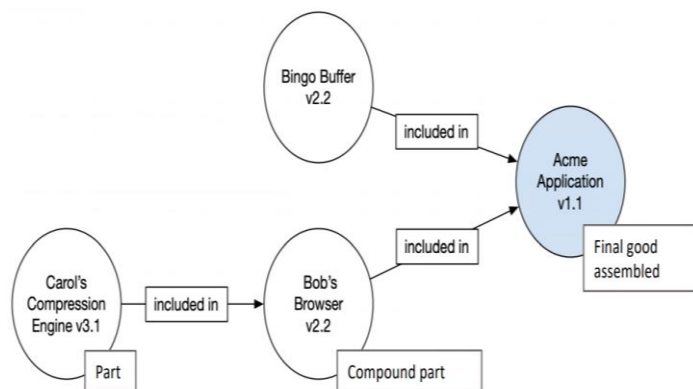 Bingo Buffer
v2.2
included in
Acme
Application
v1.1
Final good
assembled
included in
Carol's
Compression
Engine v3.1
included in
Bob's
Browser
v2.2
Part
Compound part